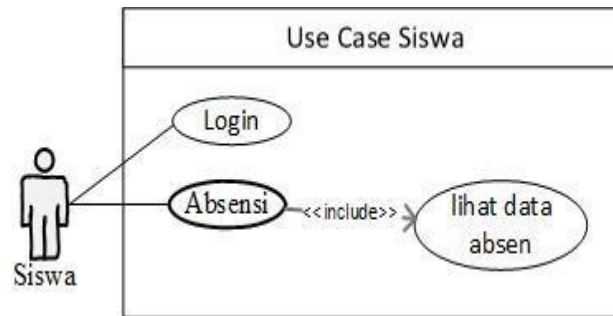 Use Case Siswa
Login
Absensi
<<include>>
lihat data
absen
Siswa